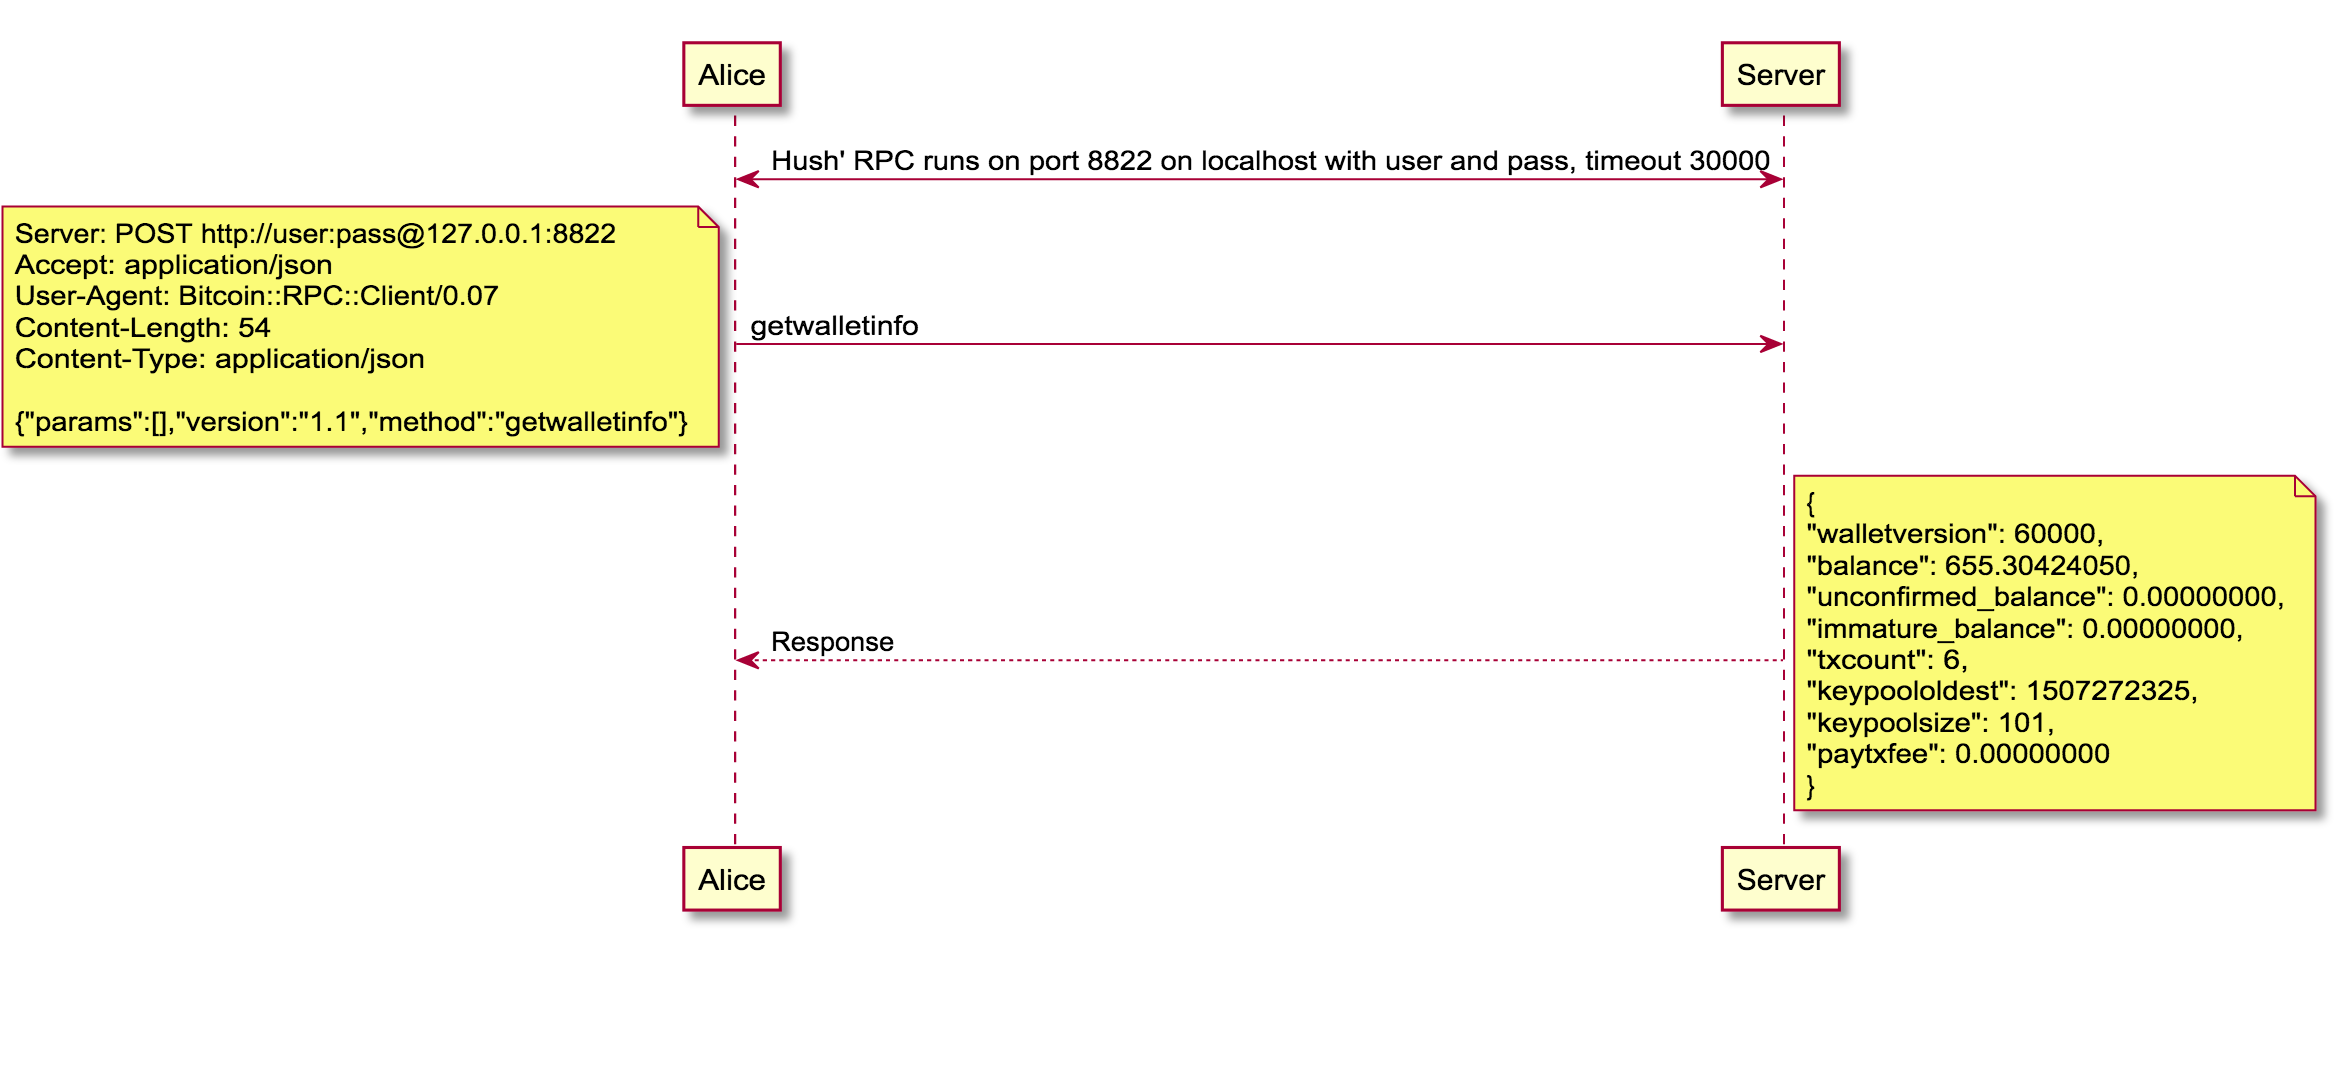 Alice
Server
Hush' RPC runs on port 8822 on localhost with user and pass, timeout 30000
Server: POST http://user:pass@127.0.0.1:8822
Accept: application/json
User-Agent: Bitcoin::RPC::Client/0.07
Content-Length: 54
Content-Type: application/json
{"params":[],"version":"1.1","method":"getwalletinfo"}
getwalletinfo
{
"walletversion": 60000,
"balance": 655.30424050,
"unconfirmed_balance": 0.00000000,
"immature_balance": 0.00000000,
"txcount": 6,
"keypoololdest": 1507272325,
"keypoolsize": 101,
"paytxfee": 0.00000000
}
Response
Alice
Server